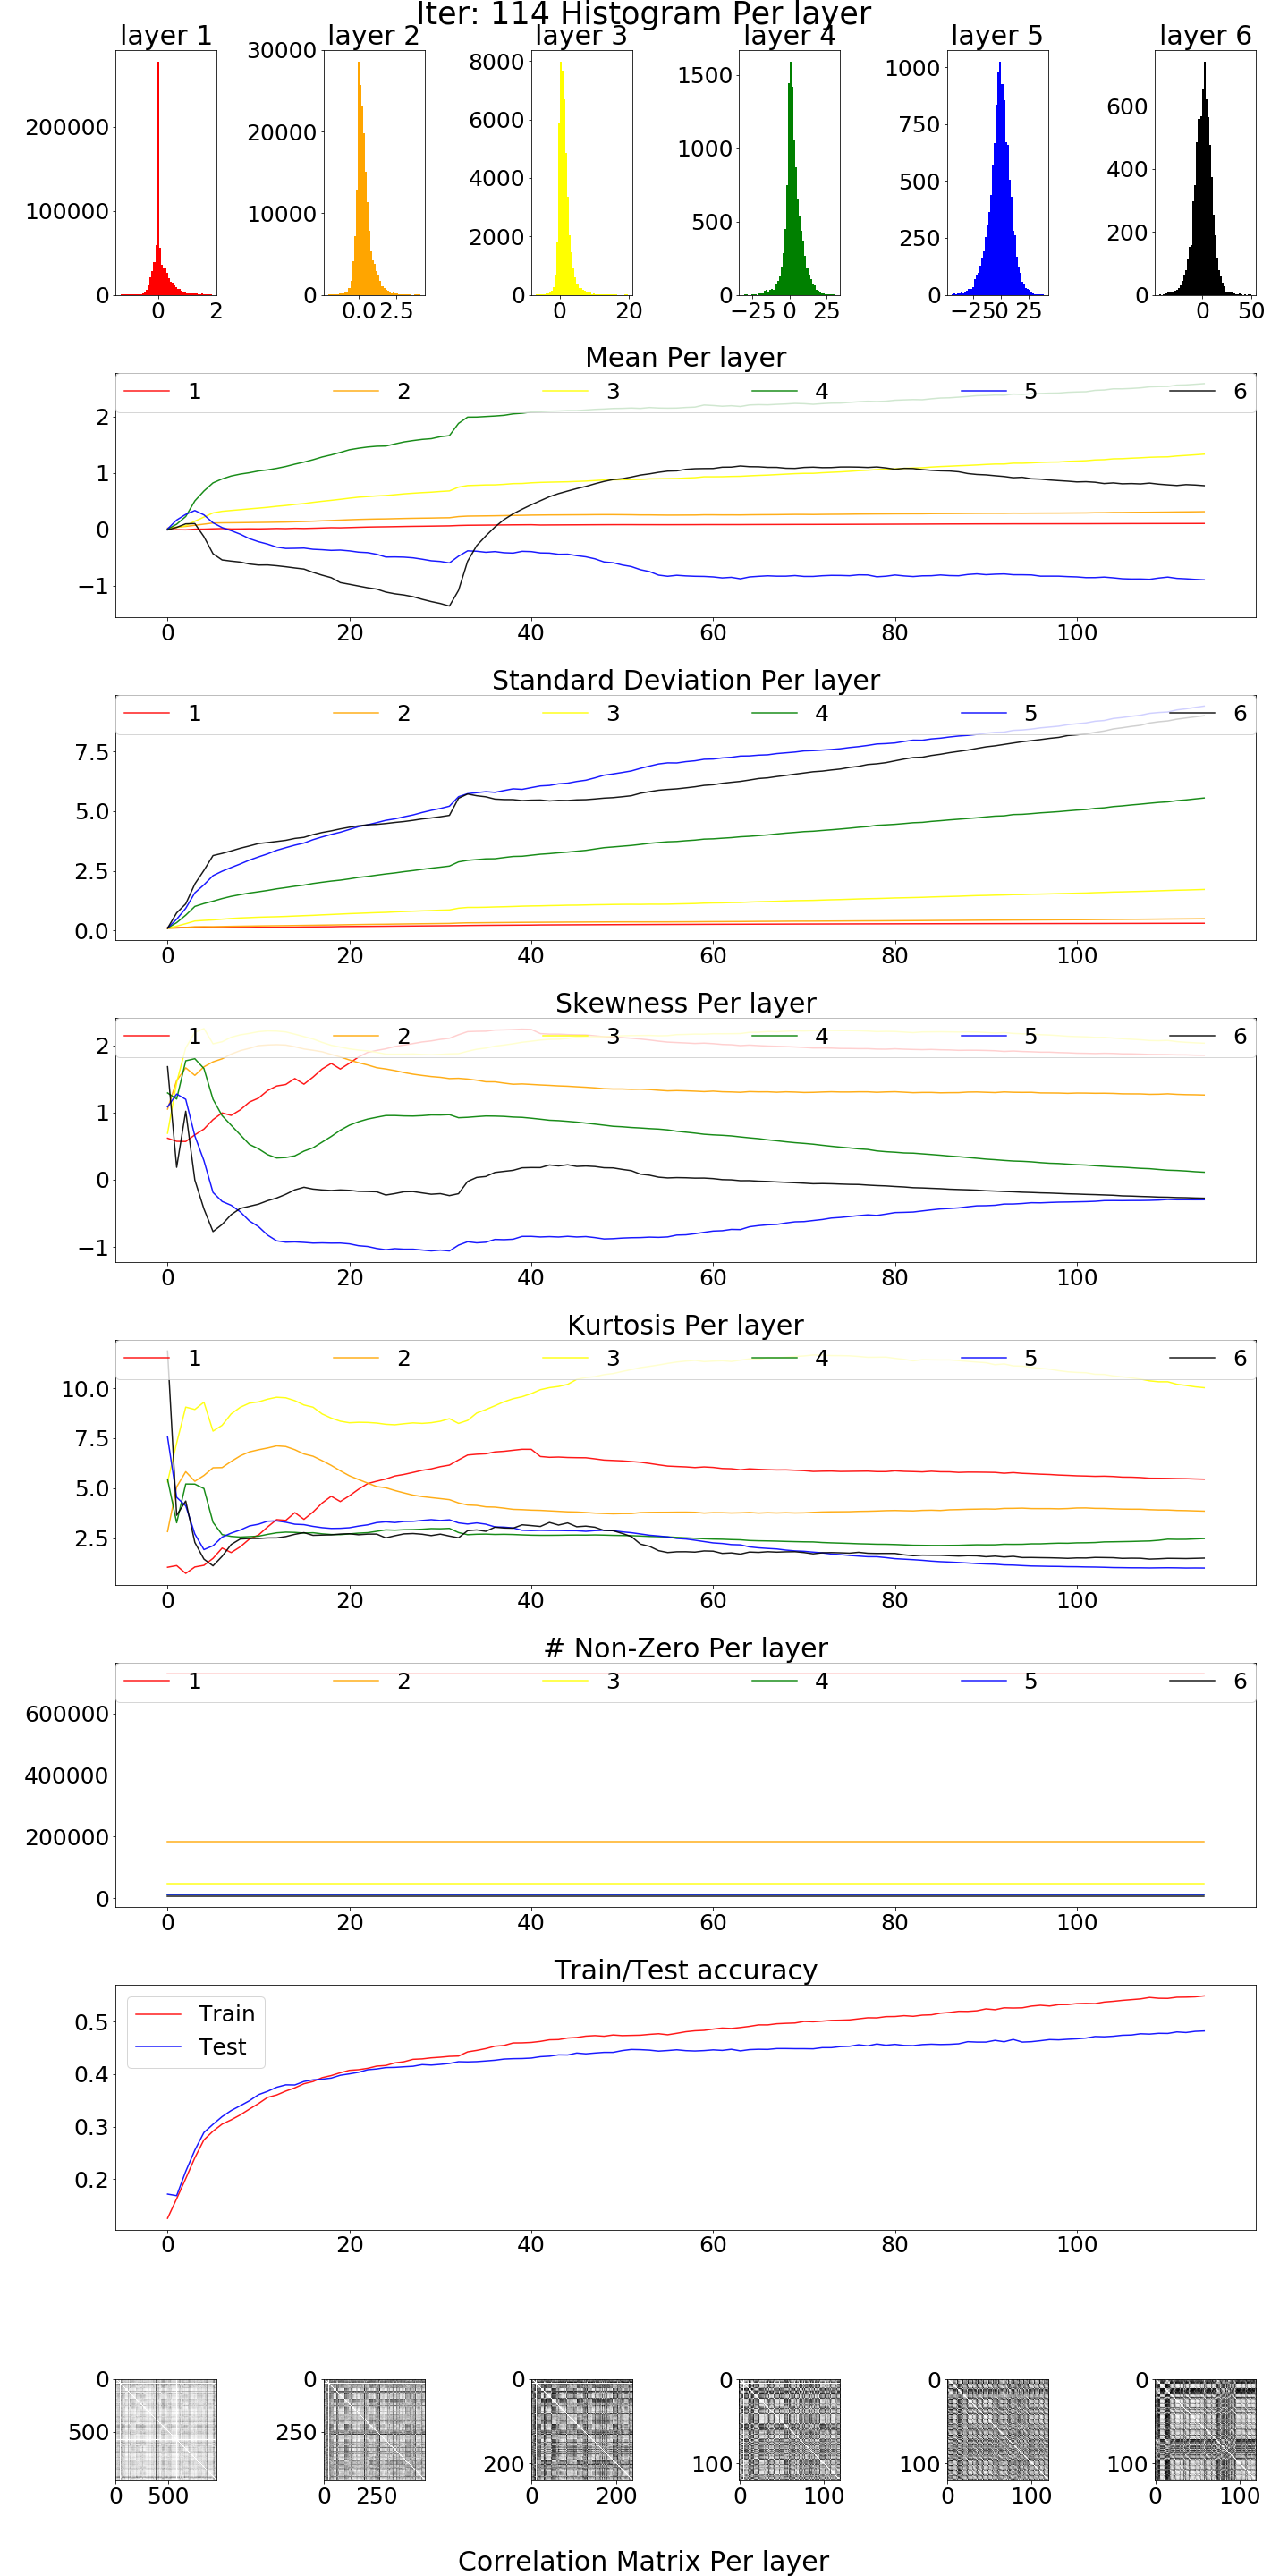 Iter: 114 Histogram Per layer
layer 1 layer 2 layer 3 layer 4 layer 5 layer 6
200000 100000 0 0 2
30000 20000 10000 0 0.0 2.5
8000 6000 4000 2000 0 0 20
1500 1000 500 0 −25 0 25
1000 750 500 250 0 −25 0 25
600 400 200 0 0 50
Mean Per layer
1 2 3 4 5 6
2
1
0
−1
0 20 40 60 80 100
Standard Deviation Per layer
1 2 3 4 5 6
7.5
5.0
2.5
0.0
0 20 40 60 80 100
Skewness Per layer
1 2 3 4 5 6
2
1
0
−1
0 20 40 60 80 100
Kurtosis Per layer
1 2 3 4 5 6
10.0
7.5
5.0
2.5
0 20 40 60 80 100
# Non-Zero Per layer
1 2 3 4 5 6
600000
400000
200000
0
0 20 40 60 80 100
Train/Test accuracy
Train
Test
0.5
0.4
0.3
0.2
0 20 40 60 80 100
0 500 0 500
0 250 0 250
0 200 0 200
0 100 0 100
0 100 0 100
0 100 0 100
Correlation Matrix Per layer